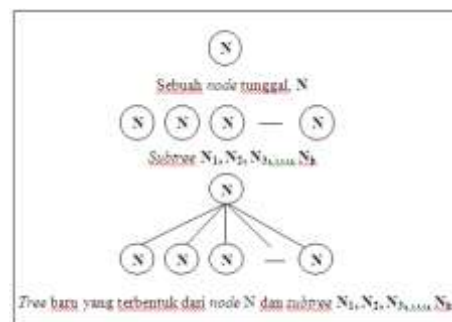 N
Sebuah node tunggal, N
N N N — N
Subtree N1, N2, N3,......, Nk
N
N N N — N
Tree baru yang terbentuk dari node N dan subtree N1, N2, N3,......, Nk